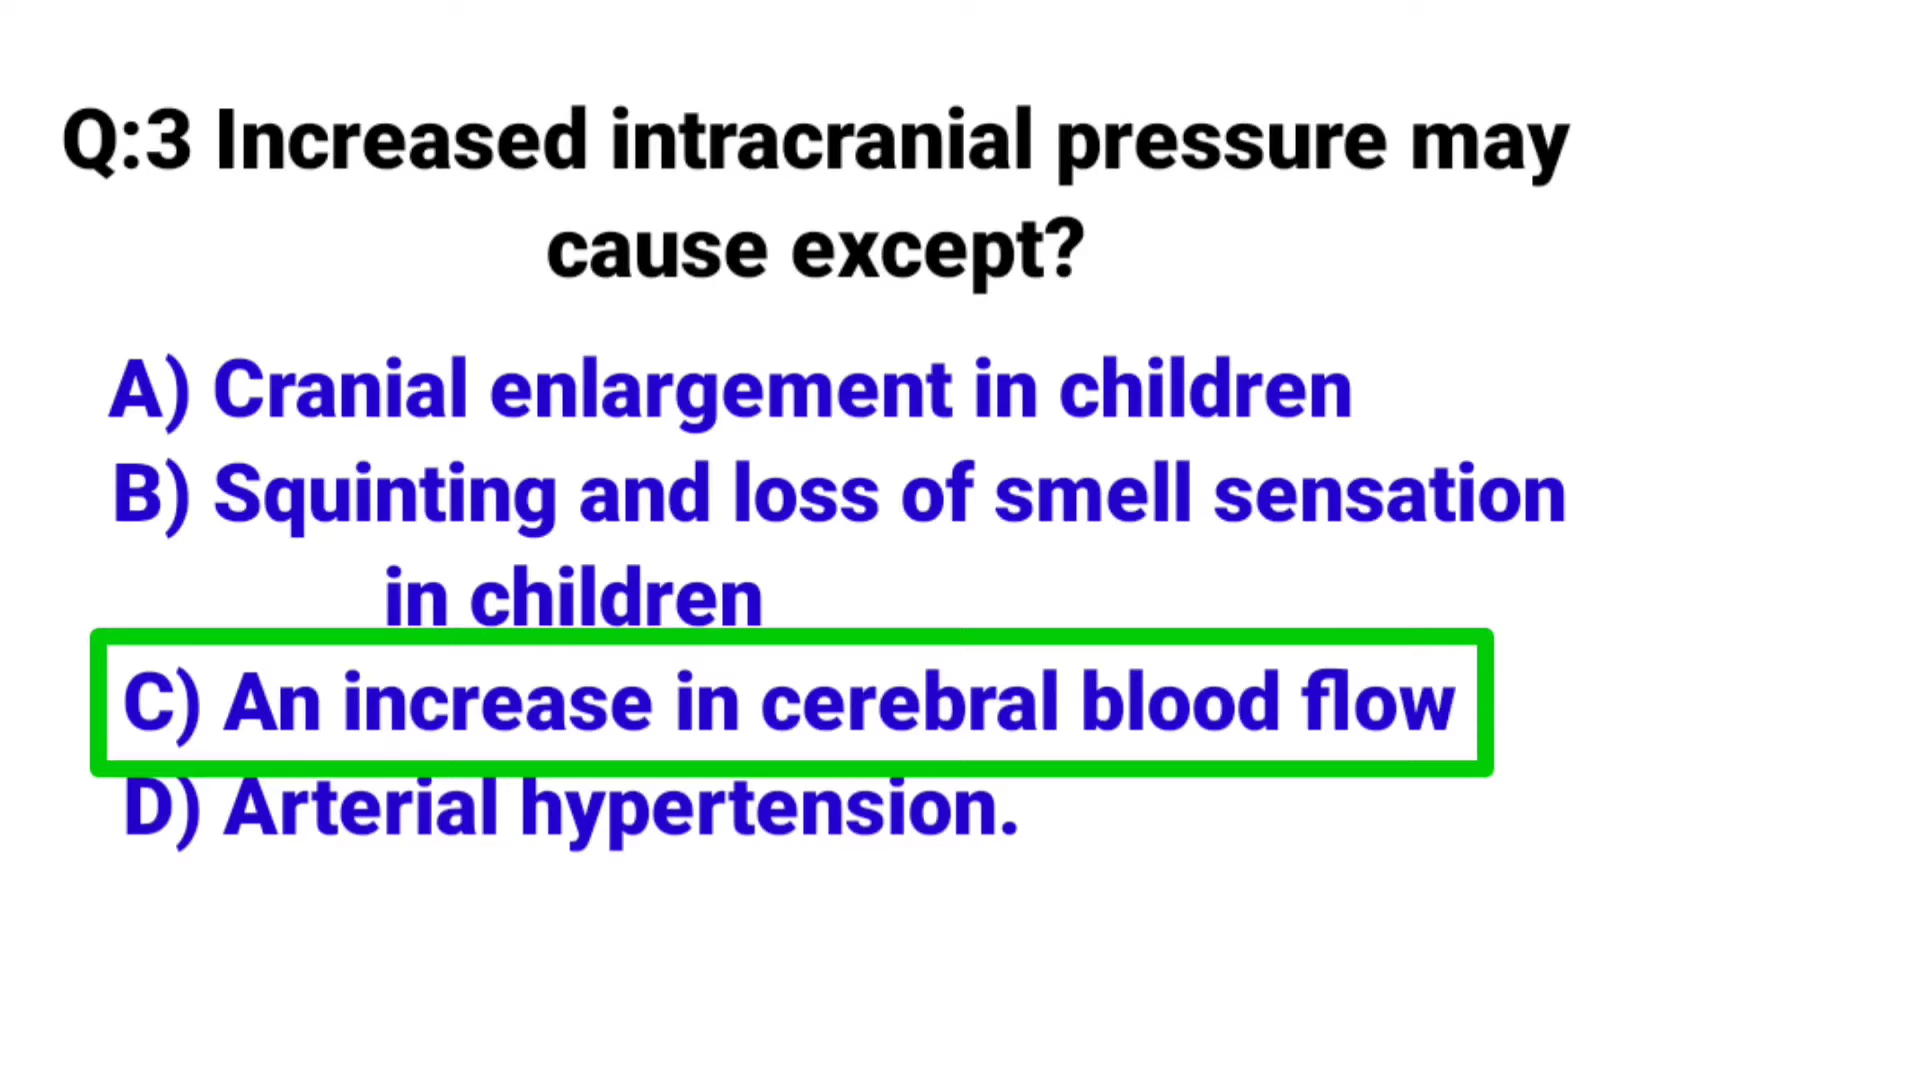 Q:3 Increased intracranial pressure may
cause except?
A) Cranial enlargement in children
B) Squinting and loss of smell sensation
in children
C) An increase in cerebral blood flow
D) Arterial hypertension.